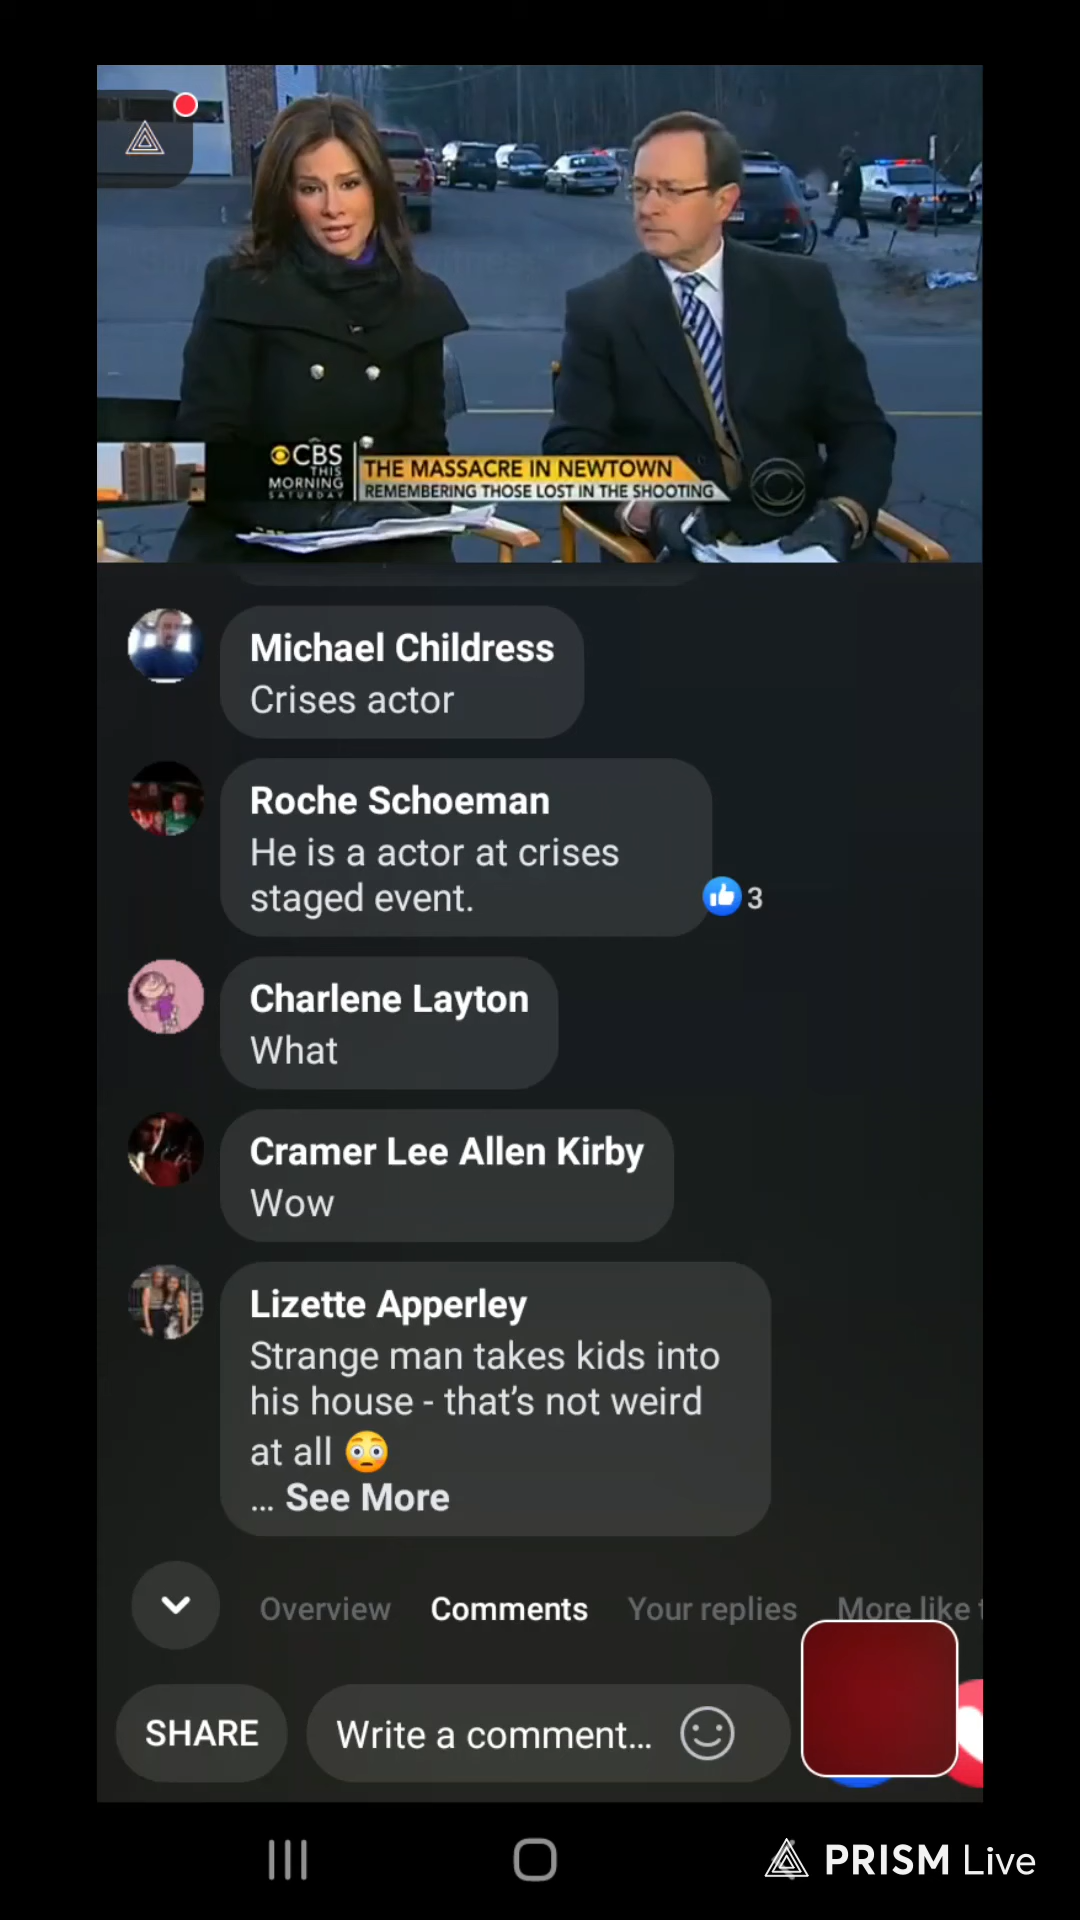 CBS
THIS
MORNING
SATURDAY
THE MASSACRE IN NEWTOWN
REMEMBERING THOSE LOST IN THE SHOOTING
Michael Childress
Crises actor
Roche Schoeman
He is a actor at crises
staged event.
3
Charlene Layton
What
Cramer Lee Allen Kirby
Wow
Lizette Apperley
Strange man takes kids into
his house - that’s not weird
at all 😳
... See More
Overview Comments Your replies More like
SHARE
Write a comment...
PRISM Live